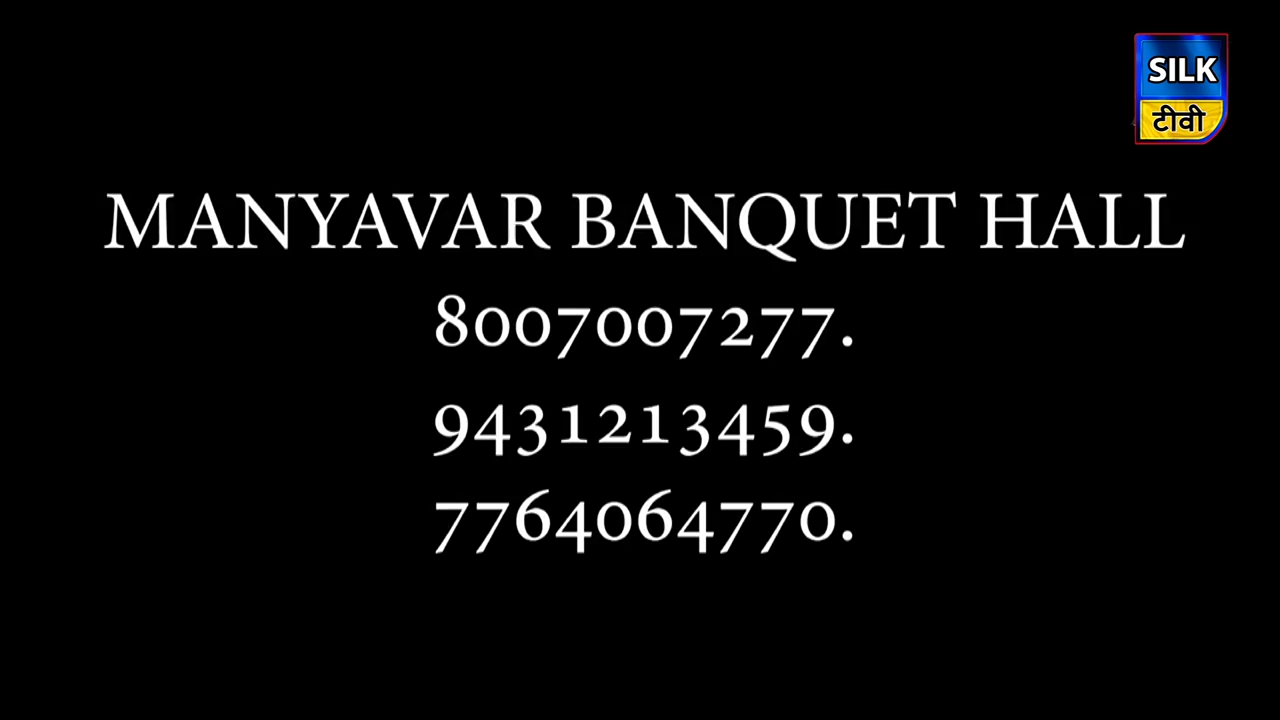 SILK
टीवी
MANYAVAR BANQUET HALL
8007007277.
9431213459.
7764064770.